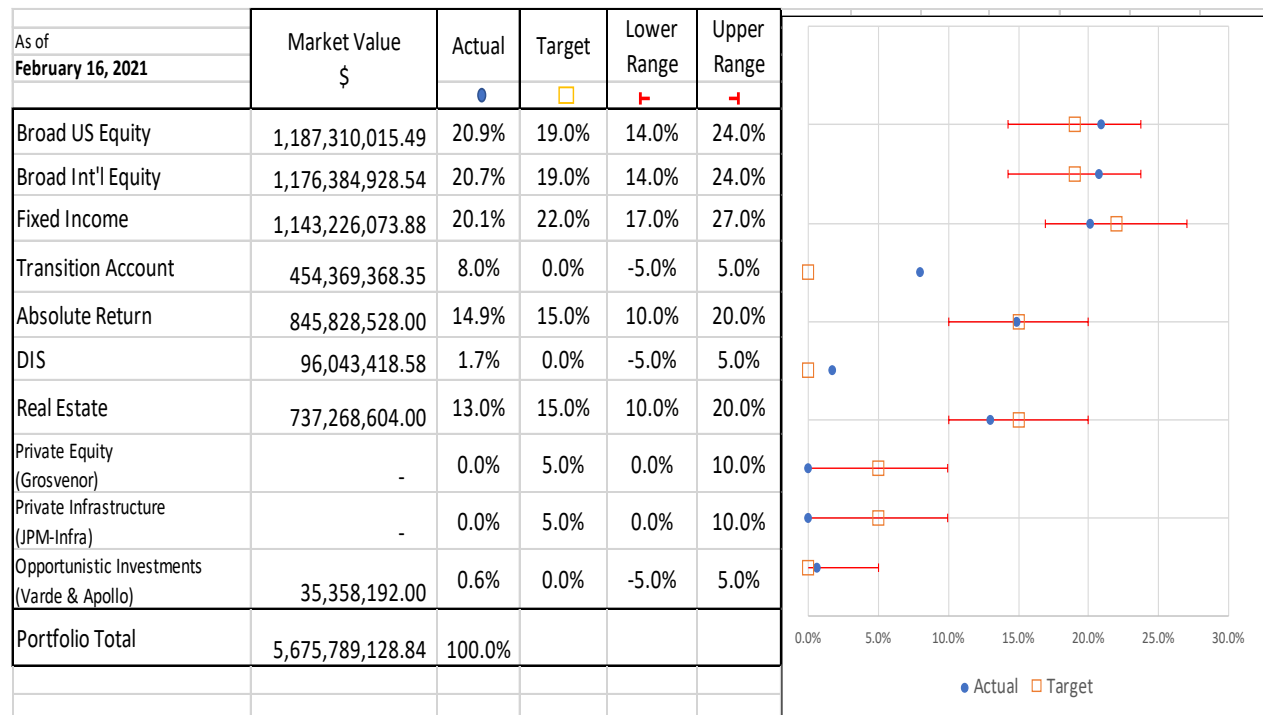 As of
February 16, 2021
Market Value
$
Actual
Target
Lower
Range
Upper
Range
Broad US Equity 1,187,310,015.49 20.9% 19.0% 14.0% 24.0%
Broad Int'l Equity 1,176,384,928.54 20.7% 19.0% 14.0% 24.0%
Fixed Income 1,143,226,073.88 20.1% 22.0% 17.0% 27.0%
Transition Account 454,369,368.35 8.0% 0.0% -5.0% 5.0%
Absolute Return 845,828,528.00 14.9% 15.0% 10.0% 20.0%
DIS 96,043,418.58 1.7% 0.0% -5.0% 5.0%
Real Estate 737,268,604.00 13.0% 15.0% 10.0% 20.0%
Private Equity
(Grosvenor) - 0.0% 5.0% 0.0% 10.0%
Private Infrastructure
(JPM-Infra) - 0.0% 5.0% 0.0% 10.0%
Opportunistic Investments
(Varde & Apollo) 35,358,192.00 0.6% 0.0% -5.0% 5.0%
Portfolio Total 5,675,789,128.84 100.0%
0.0% 5.0% 10.0% 15.0% 20.0% 25.0% 30.0%
Actual Target